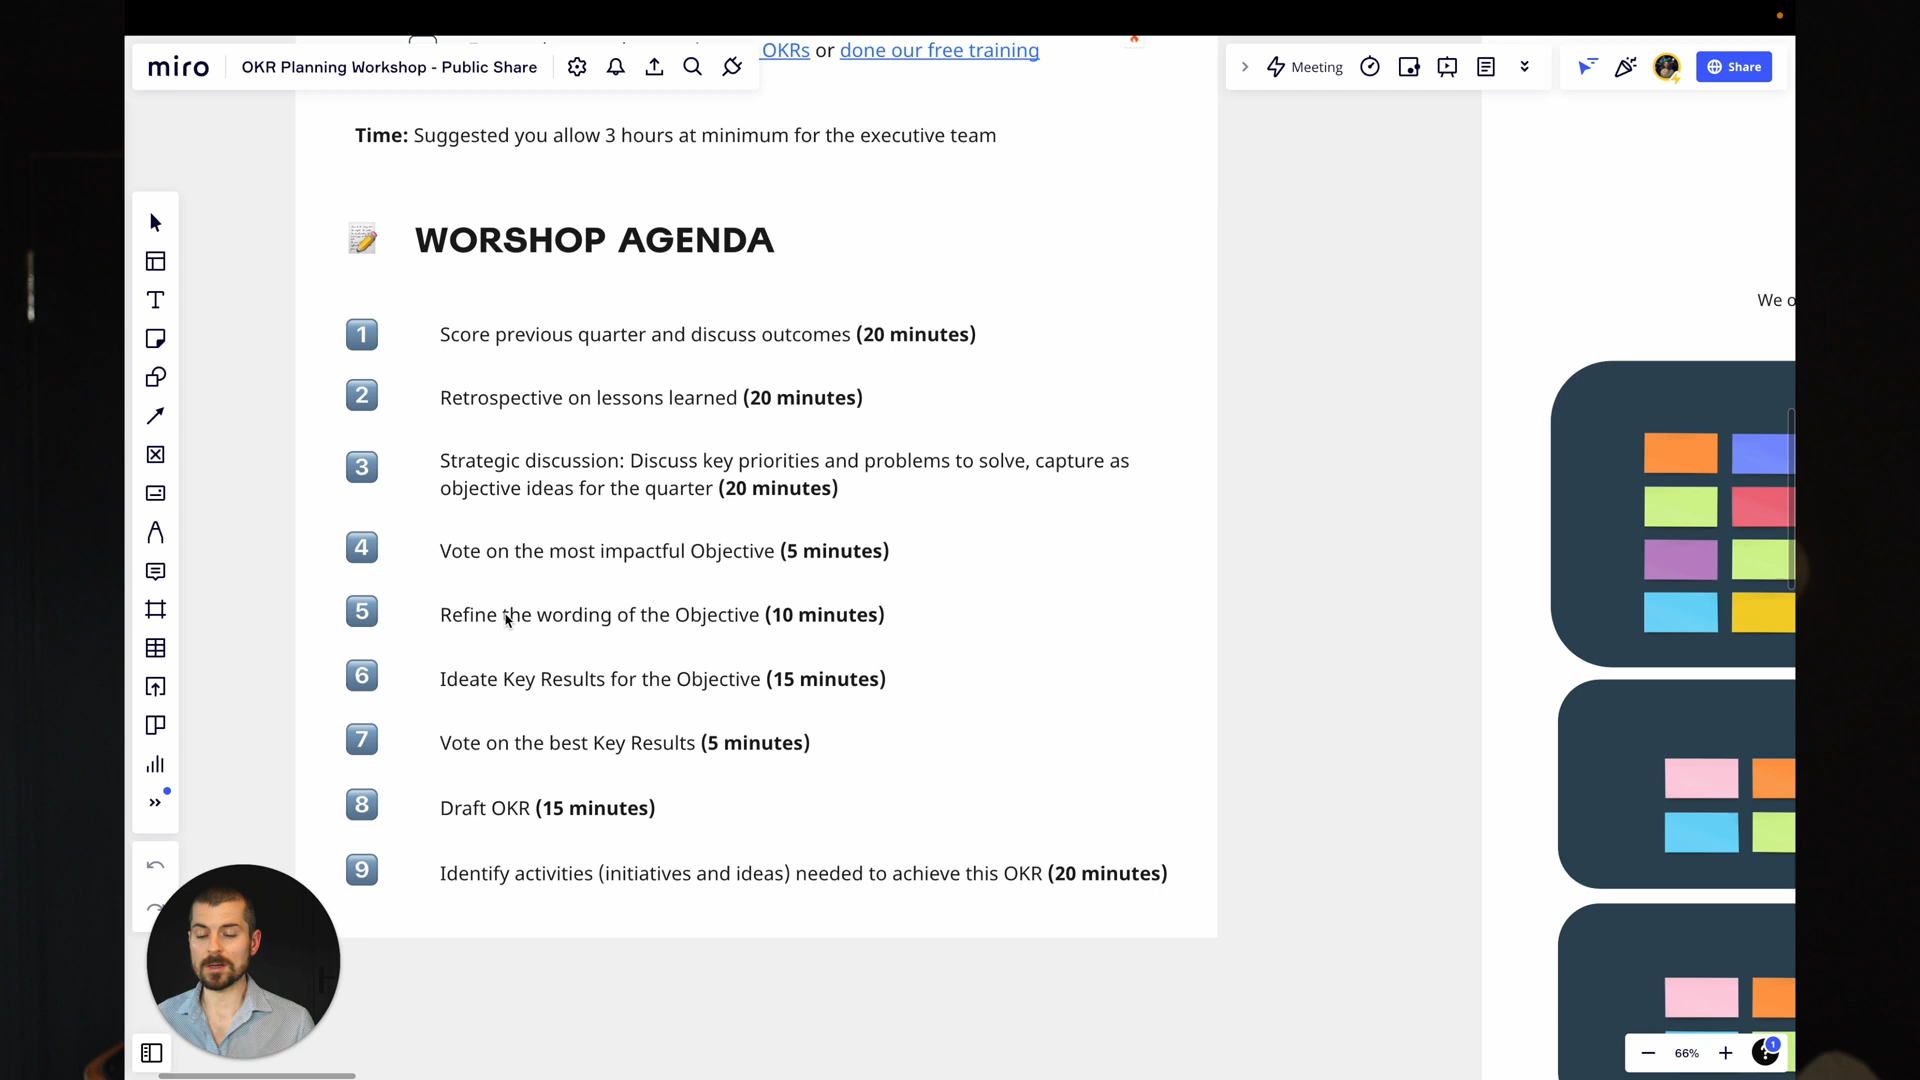 OKRs or done our free training
miro
OKR Planning Workshop - Public Share
Meeting
Share
Time: Suggested you allow 3 hours at minimum for the executive team
WORSHOP AGENDA
We o
1 Score previous quarter and discuss outcomes (20 minutes)
2 Retrospective on lessons learned (20 minutes)
3 Strategic discussion: Discuss key priorities and problems to solve, capture as
objective ideas for the quarter (20 minutes)
4 Vote on the most impactful Objective (5 minutes)
5 Refine the wording of the Objective (10 minutes)
6 Ideate Key Results for the Objective (15 minutes)
7 Vote on the best Key Results (5 minutes)
8 Draft OKR (15 minutes)
9 Identify activities (initiatives and ideas) needed to achieve this OKR (20 minutes)
66%
1